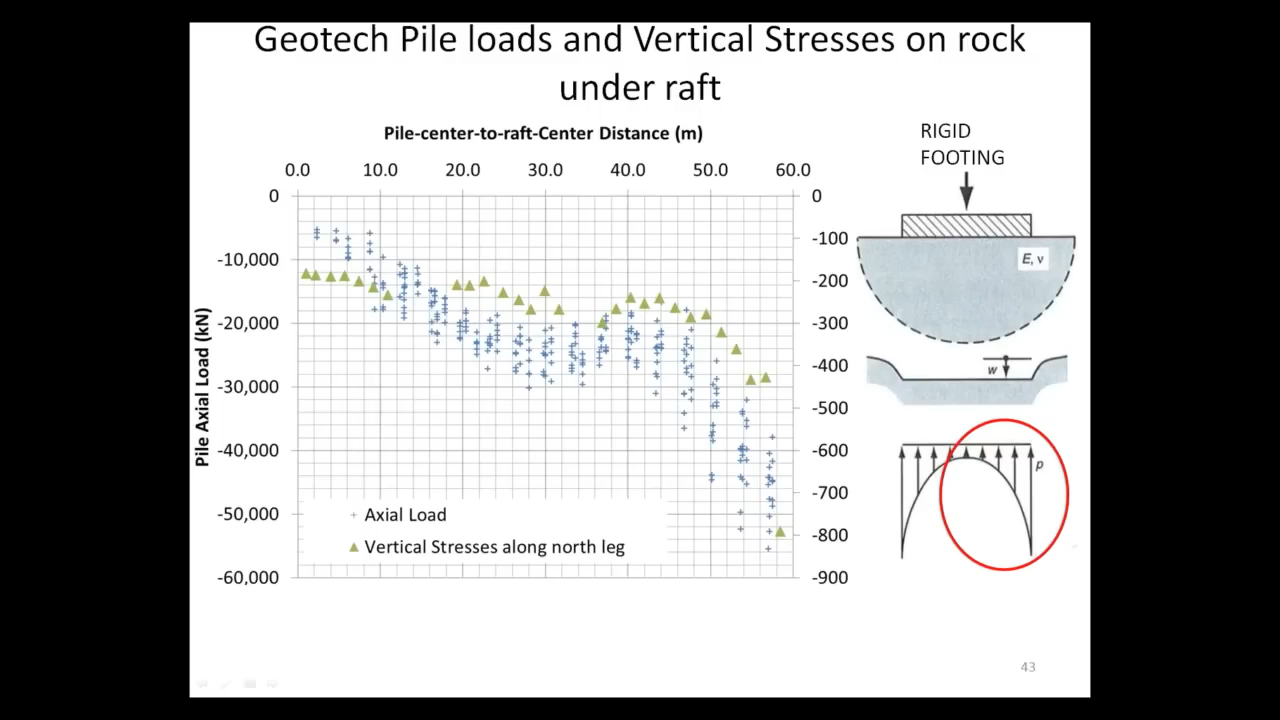 Geotech Pile loads and Vertical Stresses on rock
under raft
Pile-center-to-raft-Center Distance (m)
0.0 10.0 20.0 30.0 40.0 50.0 60.0
0
-10,000
-20,000
-30,000
-40,000
-50,000
-60,000
Pile Axial Load (kN)
Axial Load
Vertical Stresses along north leg
0
-100
-200
-300
-400
-500
-600
-700
-800
-900
RIGID
FOOTING
E, ν
w
p
43